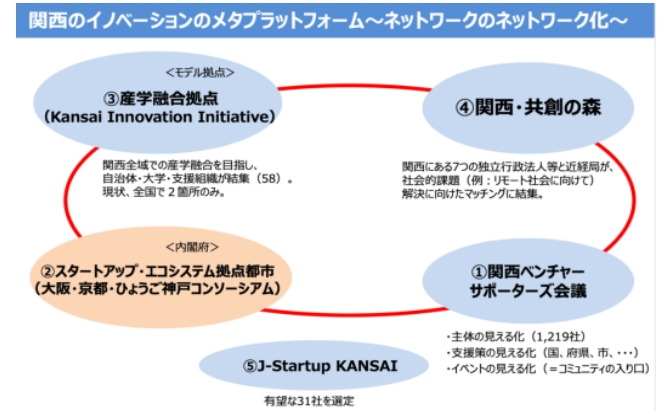 関西のイノベーションのメタプラットフォーム～ネットワークのネットワーク化～
＜モデル拠点＞
③産学融合拠点
（Kansai Innovation Initiative）
関西全域での産学融合を目指し、
自治体・大学・支援組織が結集（58）。
現状、全国で２箇所のみ。
④関西・共創の森
関西にある7つの独立行政法人等と近経局が、
社会的課題（例：リモート社会に向けて）
解決に向けたマッチングに結集。
＜内閣府＞
②スタートアップ・エコシステム拠点都市
（大阪・京都・ひょうご神戸コンソーシアム）
①関西ベンチャー
サポーターズ会議
・主体の見える化（1,219社）
・支援策の見える化（国、府県、市、・・・）
・イベントの見える化（＝コミュニティの入り口）
⑤J-Startup KANSAI
有望な31社を選定